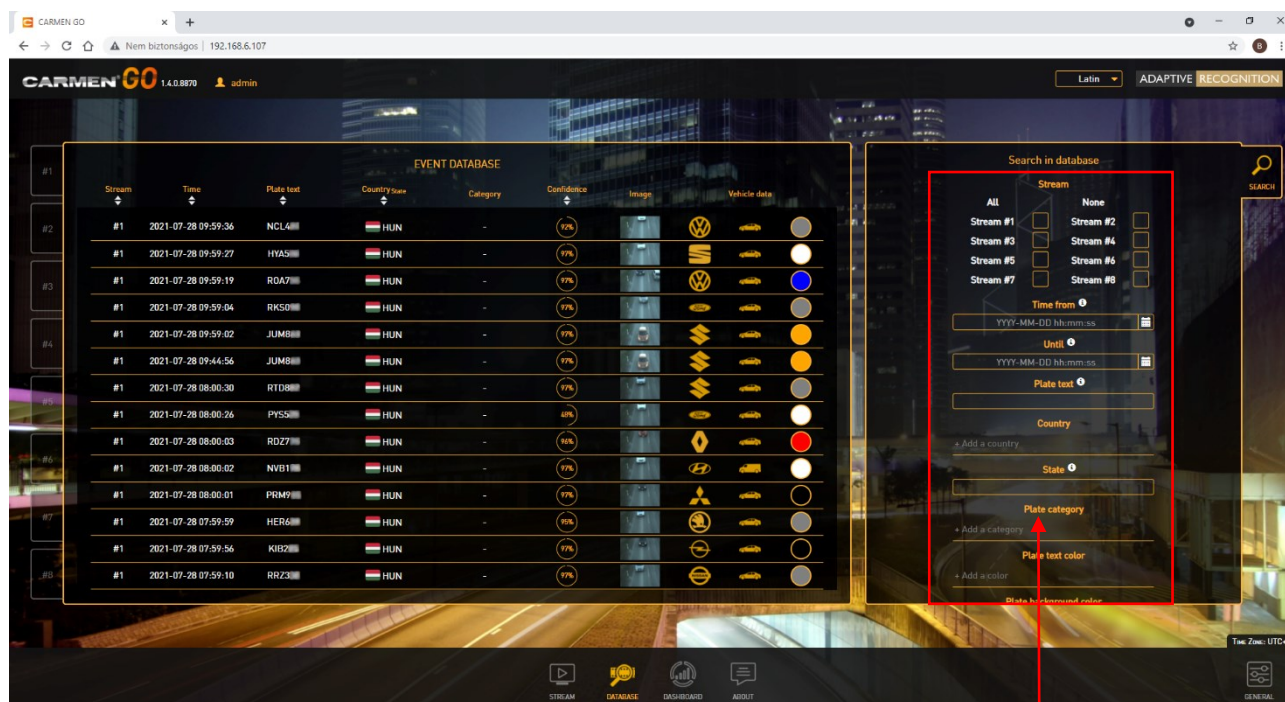 CARMEN GO
Nem biztonságos 192.168.6.107
B
CARMEN GO 1.4.0.8870 admin
Latin ADAPTIVE RECOGNITION
EVENT DATABASE
Stream Time Plate text Country State Category Confidence Image Vehicle data
#1 2021-07-28 09:59:36 NCL4 HUN - 92%
#1 2021-07-28 09:59:27 HYA5 HUN - 97%
#1 2021-07-28 09:59:19 ROA7 HUN - 97%
#1 2021-07-28 09:59:04 RKS0 HUN - 97%
#1 2021-07-28 09:59:02 JUM8 HUN - 97%
#1 2021-07-28 09:44:56 JUM8 HUN - 97%
#1 2021-07-28 08:00:30 RTD8 HUN - 97%
#1 2021-07-28 08:00:26 PYS5 HUN - 48%
#1 2021-07-28 08:00:03 RDZ7 HUN - 96%
#1 2021-07-28 08:00:02 NVB1 HUN - 97%
#1 2021-07-28 08:00:01 PRM9 HUN - 97%
#1 2021-07-28 07:59:59 HER6 HUN - 95%
#1 2021-07-28 07:59:56 KIB2 HUN - 97%
#1 2021-07-28 07:59:10 RRZ3 HUN - 97%
#1
#2
#3
#4
#5
#6
#7
#8
Search in database
SEARCH
Stream
All None
Stream #1 Stream #2
Stream #3 Stream #4
Stream #5 Stream #6
Stream #7 Stream #8
Time from
YYYY-MM-DD hh:mm:ss
Until
YYYY-MM-DD hh:mm:ss
Plate text
Country
+ Add a country
State
Plate category
+ Add a category
Plate text color
+ Add a color
Plate background color
TIME ZONE: UTC+
STREAM DATABASE DASHBOARD ABOUT GENERAL